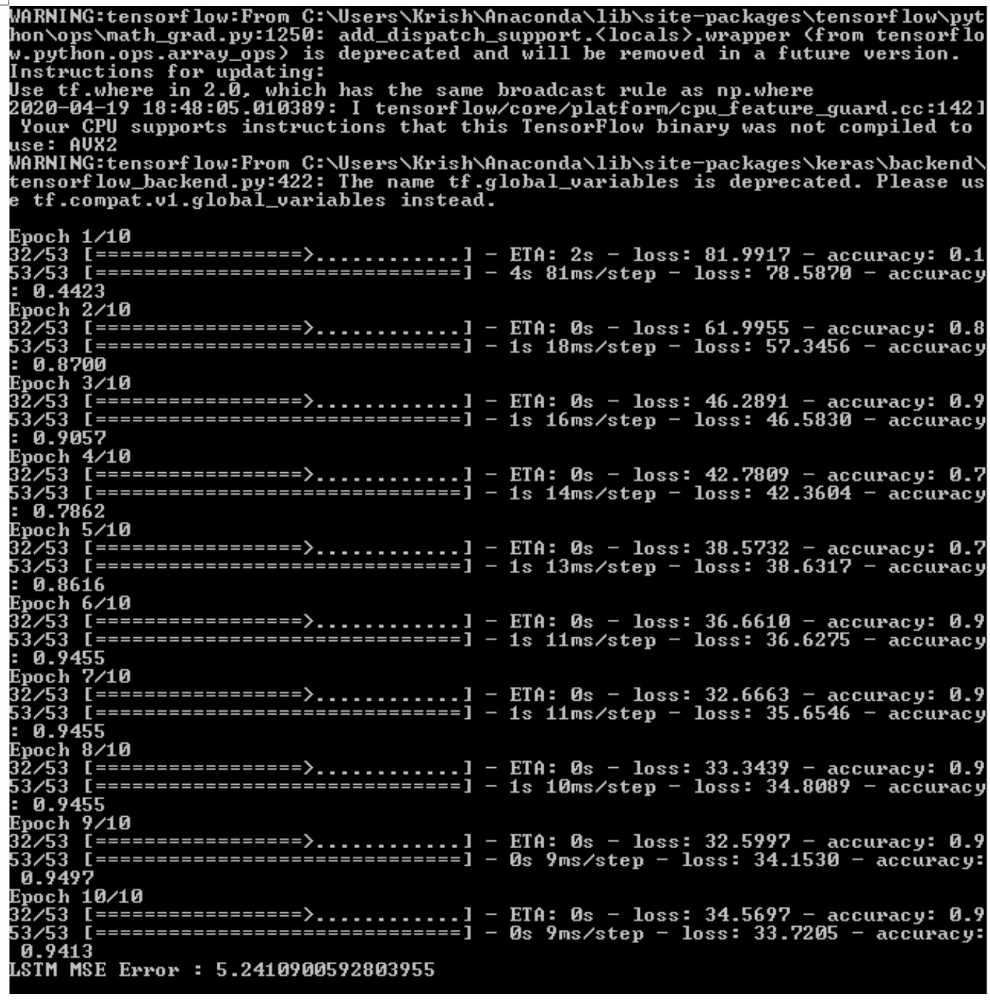 WARNING:tensorflow:From C:\Users\Krish\Anaconda\lib\site-packages\tensorflow\pyt
hon\ops\math_grad.py:1250: add_dispatch_support.<locals>.wrapper (from tensorflo
w.python.ops.array_ops) is deprecated and will be removed in a future version.
Instructions for updating:
Use tf.where in 2.0, which has the same broadcast rule as np.where
2020-04-19 18:48:05.010389: I tensorflow/core/platform/cpu_feature_guard.cc:142]
 Your CPU supports instructions that this TensorFlow binary was not compiled to
use: AVX2
WARNING:tensorflow:From C:\Users\Krish\Anaconda\lib\site-packages\keras\backend\
tensorflow_backend.py:422: The name tf.global_variables is deprecated. Please us
e tf.compat.v1.global_variables instead.

Epoch 1/10
32/53 [=================>............] - ETA: 2s - loss: 81.9917 - accuracy: 0.1
53/53 [==============================] - 4s 81ms/step - loss: 78.5870 - accuracy
: 0.4423
Epoch 2/10
32/53 [=================>............] - ETA: 0s - loss: 61.9955 - accuracy: 0.8
53/53 [==============================] - 1s 18ms/step - loss: 57.3456 - accuracy
: 0.8700
Epoch 3/10
32/53 [=================>............] - ETA: 0s - loss: 46.2891 - accuracy: 0.9
53/53 [==============================] - 1s 16ms/step - loss: 46.5830 - accuracy
: 0.9057
Epoch 4/10
32/53 [=================>............] - ETA: 0s - loss: 42.7809 - accuracy: 0.7
53/53 [==============================] - 1s 14ms/step - loss: 42.3604 - accuracy
: 0.7862
Epoch 5/10
32/53 [=================>............] - ETA: 0s - loss: 38.5732 - accuracy: 0.7
53/53 [==============================] - 1s 13ms/step - loss: 38.6317 - accuracy
: 0.8616
Epoch 6/10
32/53 [=================>............] - ETA: 0s - loss: 36.6610 - accuracy: 0.9
53/53 [==============================] - 1s 11ms/step - loss: 36.6275 - accuracy
: 0.9455
Epoch 7/10
32/53 [=================>............] - ETA: 0s - loss: 32.6663 - accuracy: 0.9
53/53 [==============================] - 1s 11ms/step - loss: 35.6546 - accuracy
: 0.9455
Epoch 8/10
32/53 [=================>............] - ETA: 0s - loss: 33.3439 - accuracy: 0.9
53/53 [==============================] - 1s 10ms/step - loss: 34.8089 - accuracy
: 0.9455
Epoch 9/10
32/53 [=================>............] - ETA: 0s - loss: 32.5997 - accuracy: 0.9
53/53 [==============================] - 0s 9ms/step - loss: 34.1530 - accuracy:
 0.9497
Epoch 10/10
32/53 [=================>............] - ETA: 0s - loss: 34.5697 - accuracy: 0.9
53/53 [==============================] - 0s 9ms/step - loss: 33.7205 - accuracy:
 0.9413
LSTM MSE Error : 5.2410900592803955